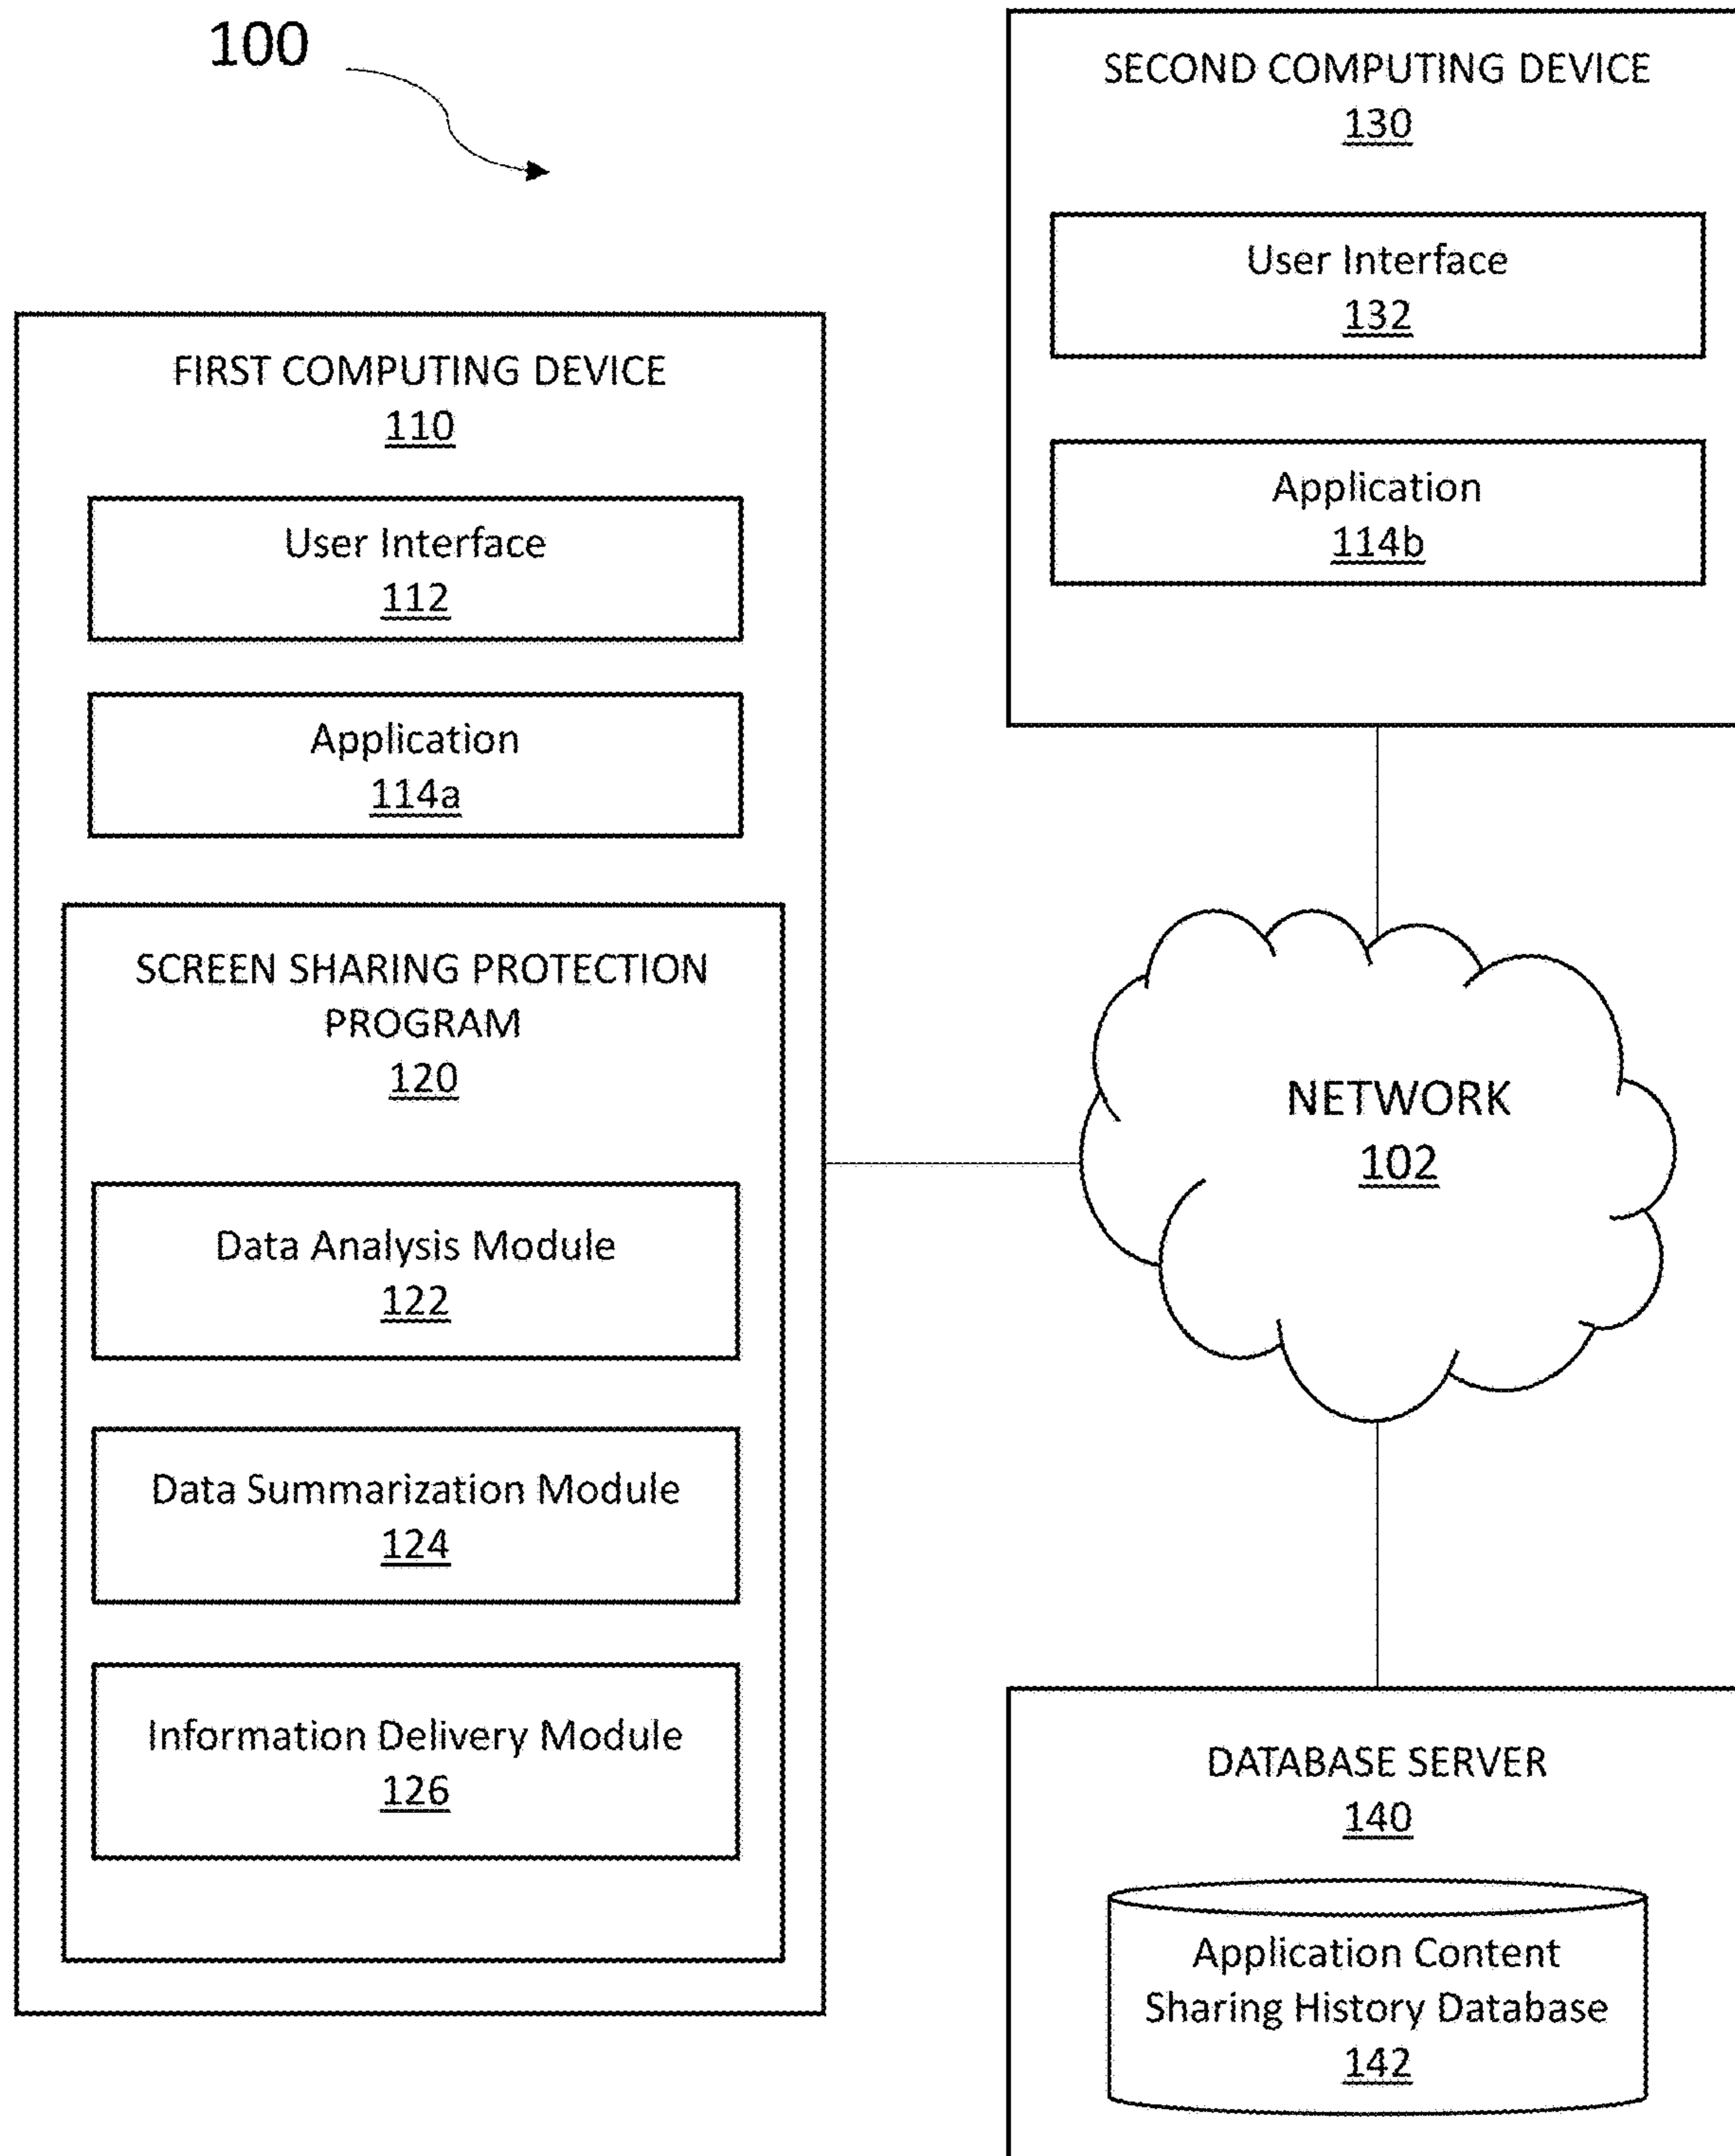 100
SECOND COMPUTING DEVICE
130
User Interface
132
Application
114b
FIRST COMPUTING DEVICE
110
User Interface
112
Application
114a
SCREEN SHARING PROTECTION
PROGRAM
120
Data Analysis Module
122
Data Summarization Module
124
Information Delivery Module
126
NETWORK
102
DATABASE SERVER
140
Application Content
Sharing History Database
142